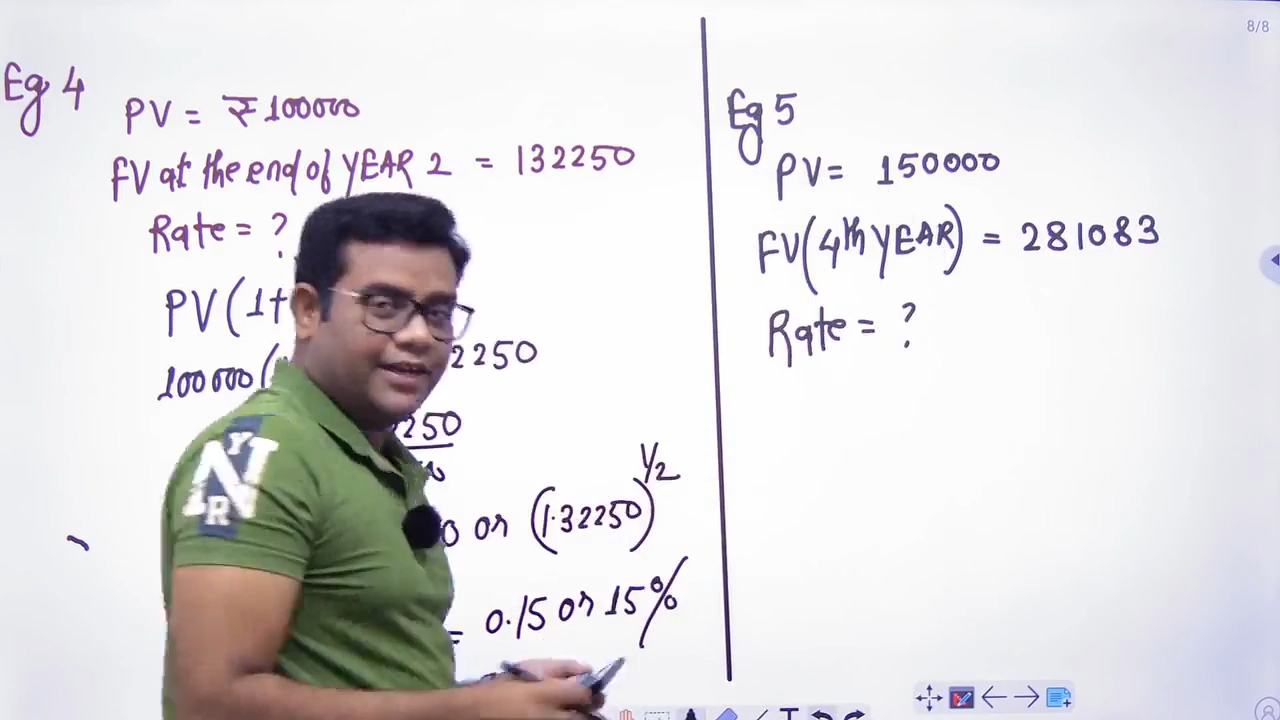 8/8
Eg 4
PV = ₹100000
FV at the end of YEAR 2 = 132250
Rate = ?
PV(1+
100000( 2250
250
0 or (1.32250)^1/2
= 0.15 or 15%
Eg 5
PV = 150000
FV(4th YEAR) = 281083
Rate = ?
N
Y
R
T